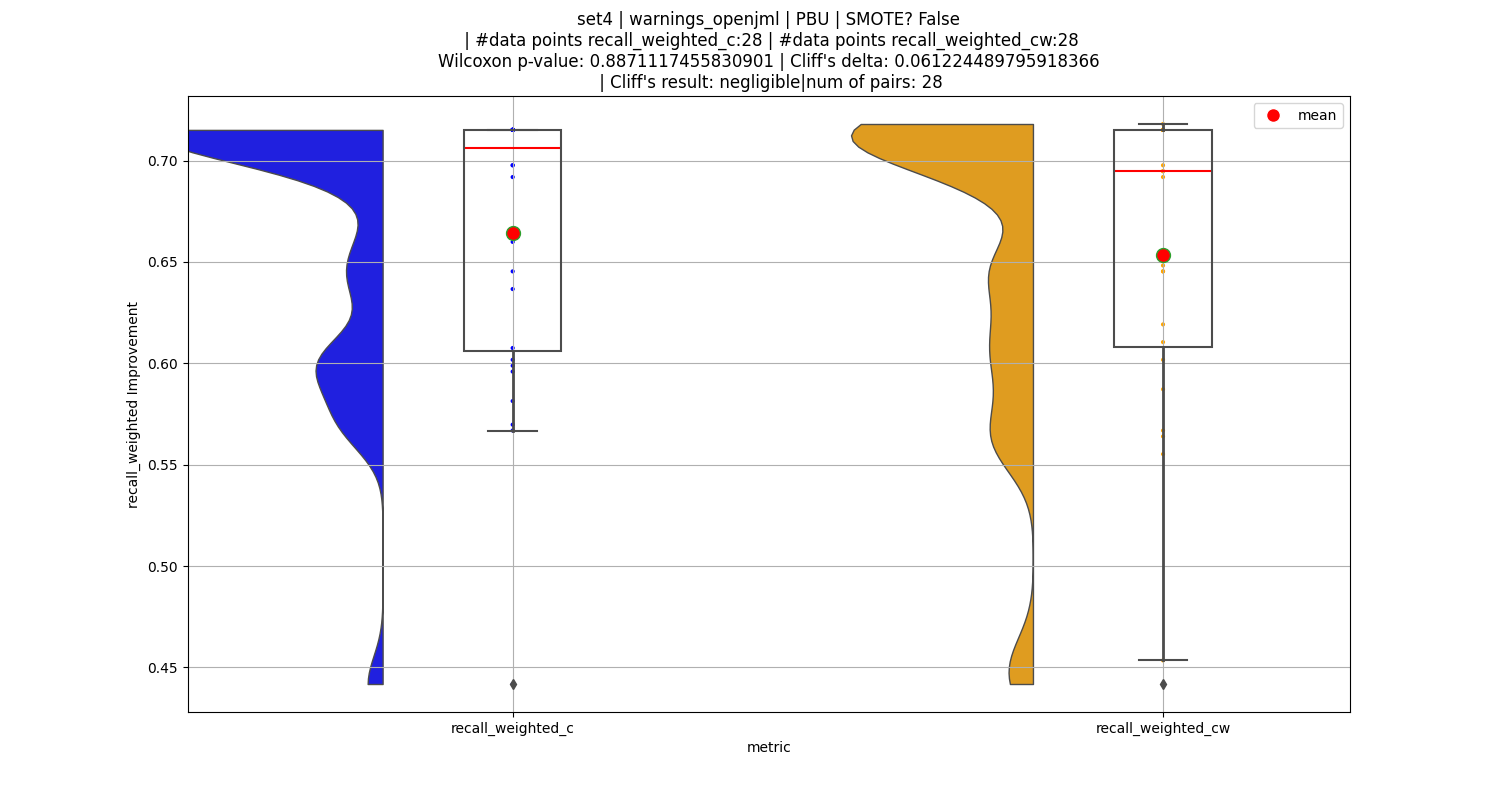 set4 | warnings_openjml | PBU | SMOTE? False
| #data points recall_weighted_c:28 | #data points recall_weighted_cw:28
Wilcoxon p-value: 0.8871117455830901 | Cliff's delta: 0.061224489795918366
| Cliff's result: negligible|num of pairs: 28
mean
0.70
0.65
0.60
0.55
0.50
0.45
recall_weighted Improvement
recall_weighted_c
recall_weighted_cw
metric